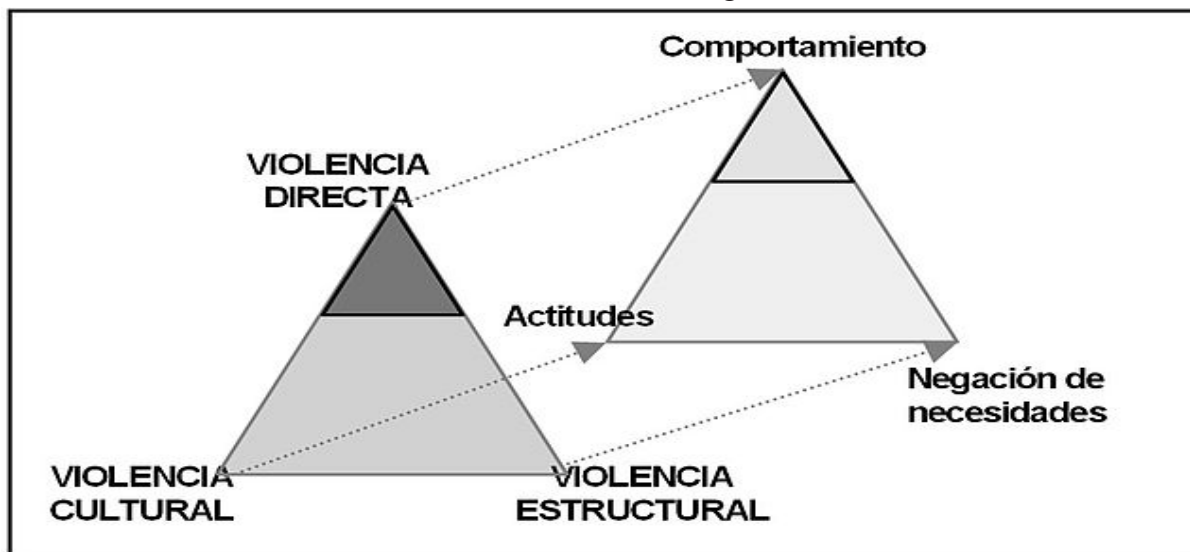 Comportamiento
VIOLENCIA
DIRECTA
Actitudes
Negación de
necesidades
VIOLENCIA
CULTURAL
VIOLENCIA
ESTRUCTURAL